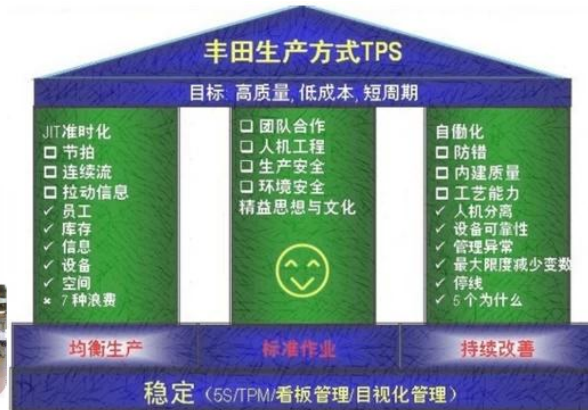 丰田生产方式TPS
目标: 高质量, 低成本, 短周期
JIT准时化
□ 节拍
□ 连续流
□ 拉动信息
✓ 员工
✓ 库存
✓ 信息
✓ 设备
✓ 空间
× 7种浪费
□ 团队合作
□ 人机工程
□ 生产安全
□ 环境安全
精益思想与文化
自働化
□ 防错
□ 内建质量
□ 工艺能力
✓ 人机分离
✓ 设备可靠性
✓ 管理异常
✓ 最大限度减少变数
✓ 停线
✓ 5个为什么
均衡生产
标准作业
持续改善
稳定（5S/TPM/看板管理/目视化管理）